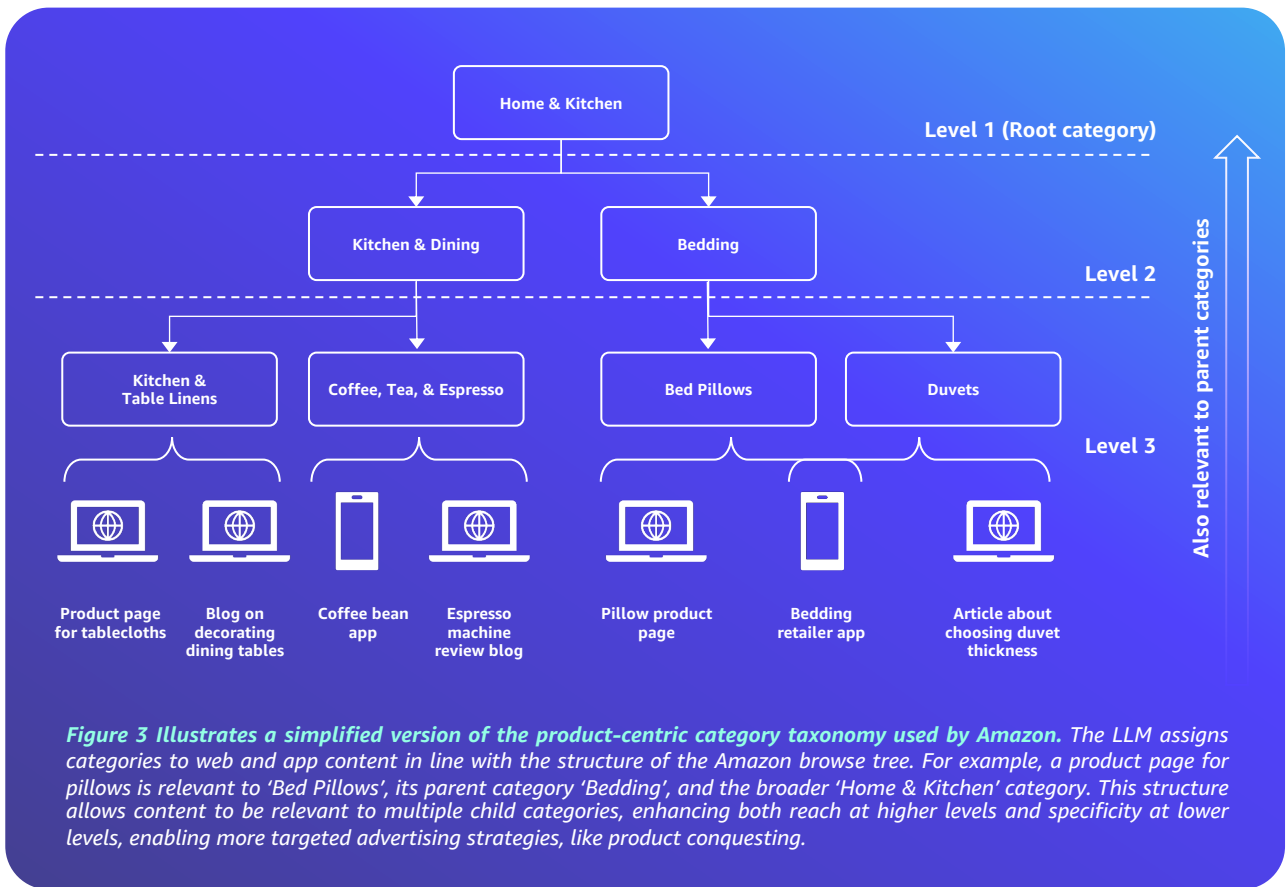 Home & Kitchen
Level 1 (Root category)
Kitchen & Dining
Bedding
Level 2
Kitchen &
Table Linens
Coffee, Tea, & Espresso
Bed Pillows
Duvets
Level 3
Also relevant to parent categories
Product page
for tablecloths
Blog on
decorating
dining tables
Coffee bean
app
Espresso
machine
review blog
Pillow product
page
Bedding
retailer app
Article about
choosing duvet
thickness
Figure 3 Illustrates a simplified version of the product-centric category taxonomy used by Amazon. The LLM assigns
categories to web and app content in line with the structure of the Amazon browse tree. For example, a product page for
pillows is relevant to ‘Bed Pillows’, its parent category ‘Bedding’, and the broader ‘Home & Kitchen’ category. This structure
allows content to be relevant to multiple child categories, enhancing both reach at higher levels and specificity at lower
levels, enabling more targeted advertising strategies, like product conquesting.